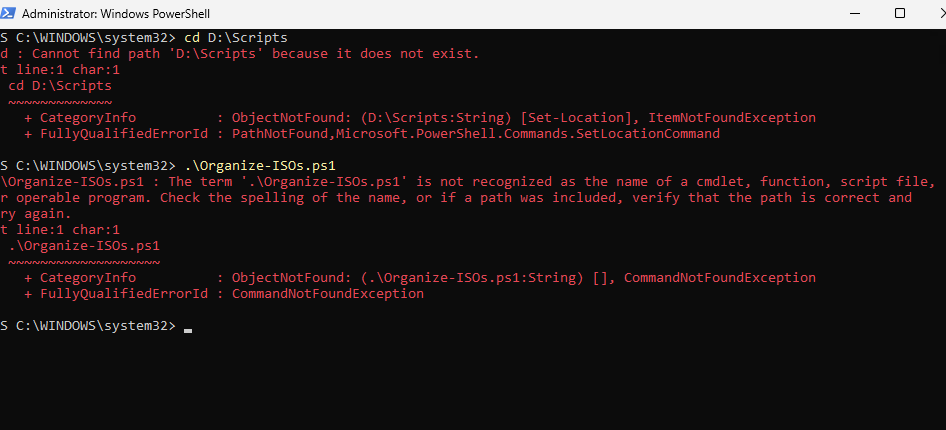 Administrator: Windows PowerShell
S C:\WINDOWS\system32> cd D:\Scripts
d : Cannot find path 'D:\Scripts' because it does not exist.
t line:1 char:1
cd D:\Scripts
~~~~~~~~~~~~~
+ CategoryInfo          : ObjectNotFound: (D:\Scripts:String) [Set-Location], ItemNotFoundException
+ FullyQualifiedErrorId : PathNotFound,Microsoft.PowerShell.Commands.SetLocationCommand
S C:\WINDOWS\system32> .\Organize-ISOs.ps1
\Organize-ISOs.ps1 : The term '.\Organize-ISOs.ps1' is not recognized as the name of a cmdlet, function, script file,
r operable program. Check the spelling of the name, or if a path was included, verify that the path is correct and
ry again.
t line:1 char:1
.\Organize-ISOs.ps1
~~~~~~~~~~~~~~~~~~~
+ CategoryInfo          : ObjectNotFound: (.\Organize-ISOs.ps1:String) [], CommandNotFoundException
+ FullyQualifiedErrorId : CommandNotFoundException
S C:\WINDOWS\system32>